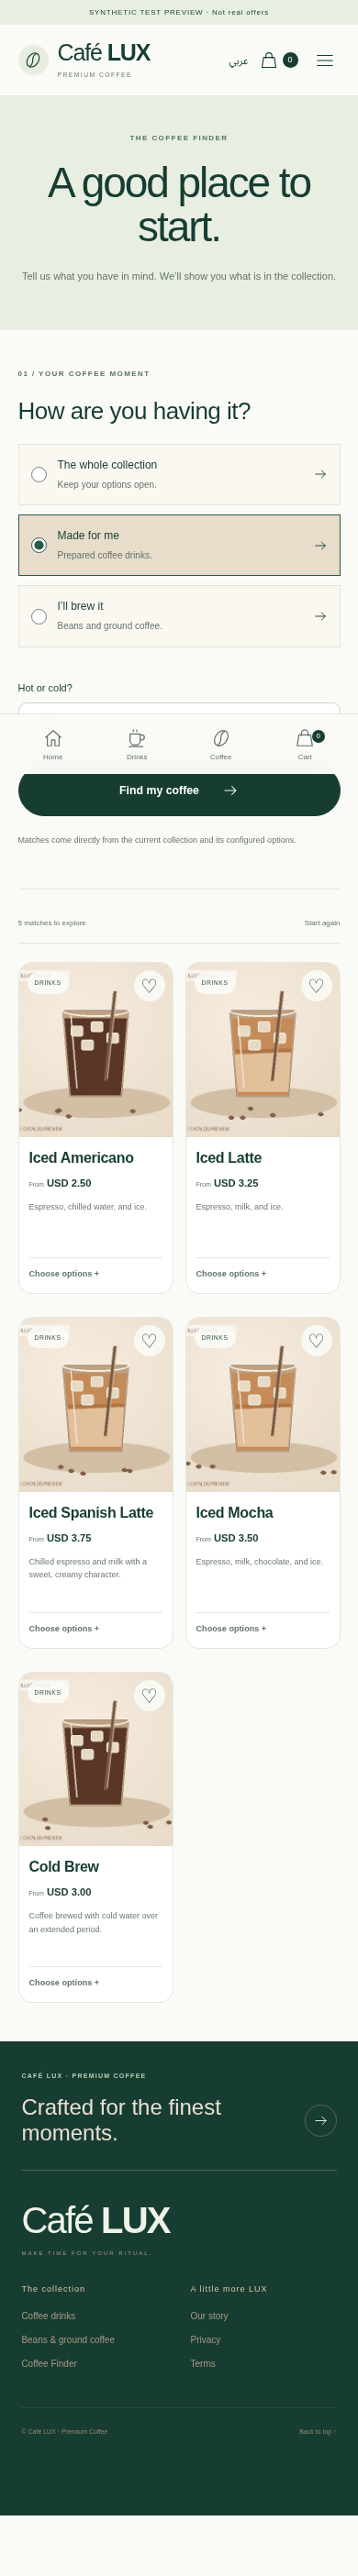 SYNTHETIC TEST PREVIEW · Not real offers
Café LUX
PREMIUM COFFEE
عربي
0
THE COFFEE FINDER
A good place to
start.
Tell us what you have in mind. We’ll show you what is in the collection.
01 / YOUR COFFEE MOMENT
How are you having it?
The whole collection
Keep your options open.
Made for me
Prepared coffee drinks.
I’ll brew it
Beans and ground coffee.
Hot or cold?
Home
Drinks
Coffee
0
Cart
Find my coffee
Matches come directly from the current collection and its configured options.
5 matches to explore
Start again
DRINKS
CATALOG PREVIEW
Iced Americano
From USD 2.50
Espresso, chilled water, and ice.
Choose options +
DRINKS
CATALOG PREVIEW
Iced Latte
From USD 3.25
Espresso, milk, and ice.
Choose options +
DRINKS
CATALOG PREVIEW
Iced Spanish Latte
From USD 3.75
Chilled espresso and milk with a
sweet, creamy character.
Choose options +
DRINKS
CATALOG PREVIEW
Iced Mocha
From USD 3.50
Espresso, milk, chocolate, and ice.
Choose options +
DRINKS
CATALOG PREVIEW
Cold Brew
From USD 3.00
Coffee brewed with cold water over
an extended period.
Choose options +
CAFÉ LUX · PREMIUM COFFEE
Crafted for the finest
moments.
Café LUX
MAKE TIME FOR YOUR RITUAL
The collection
Coffee drinks
Beans & ground coffee
Coffee Finder
A little more LUX
Our story
Privacy
Terms
© Café LUX · Premium Coffee
Back to top ↑